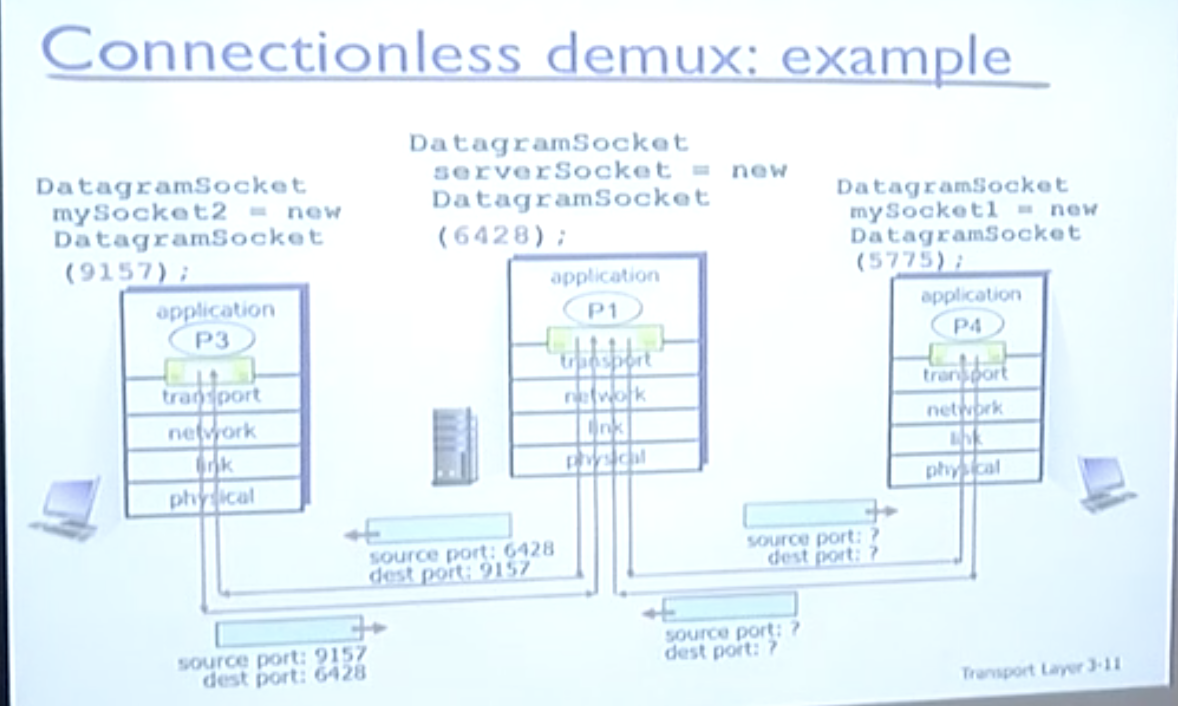 Connectionless demux: example
DatagramSocket
mySocket2 = new
DatagramSocket
(9157);
DatagramSocket
serverSocket = new
DatagramSocket
(6428);
DatagramSocket
mySocket1 = new
DatagramSocket
(5775);
application
P3
transport
network
link
physical
application
P1
transport
network
link
physical
application
P4
transport
network
link
physical
source port: 6428
dest port: 9157
source port: ?
dest port: ?
source port: 9157
dest port: 6428
source port: ?
dest port: ?
Transport Layer 3-11